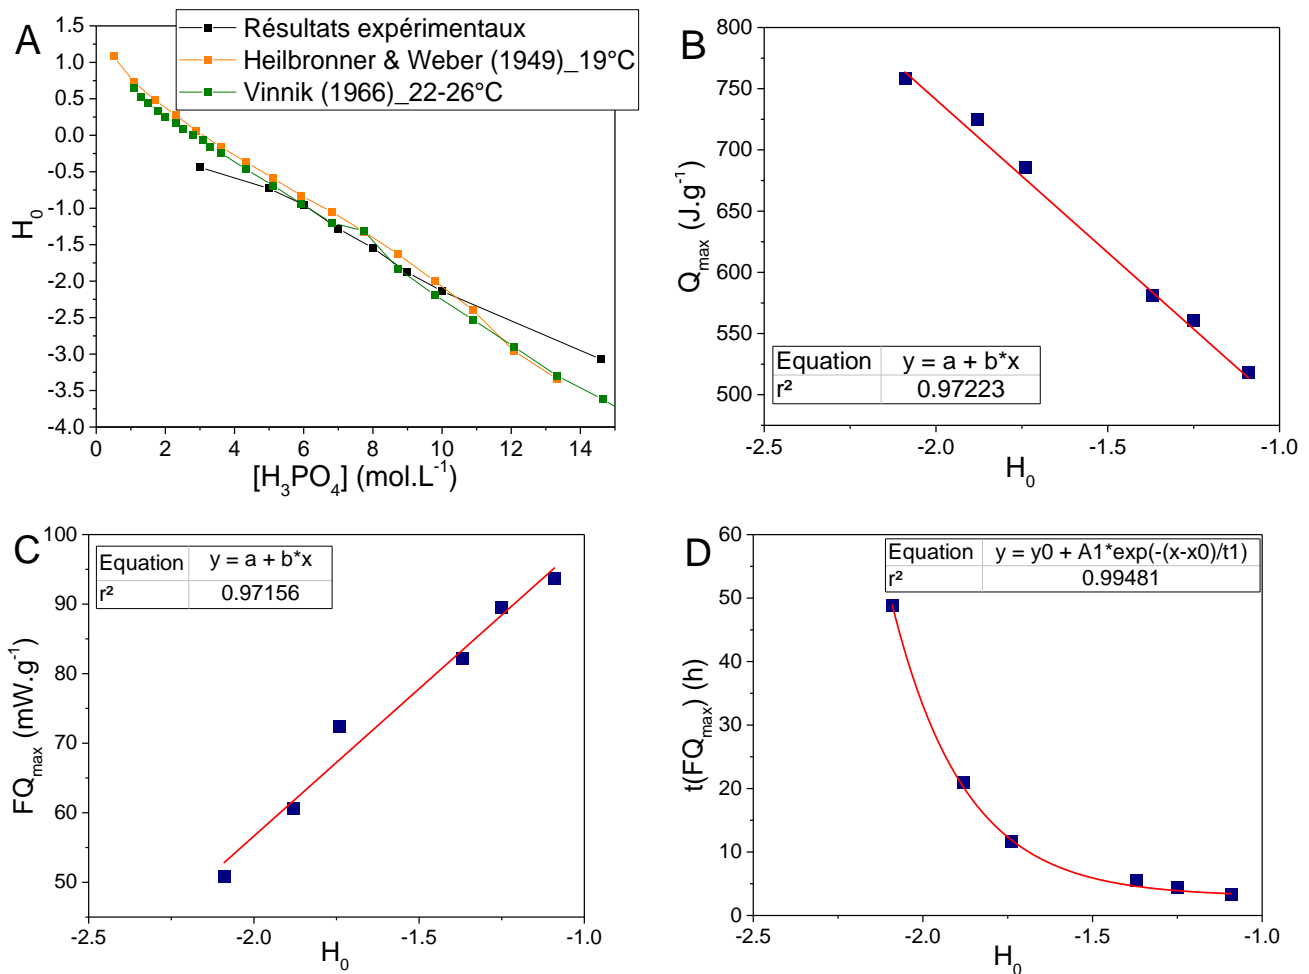 A
Résultats expérimentaux
Heilbronner & Weber (1949)_19°C
Vinnik (1966)_22-26°C
1.5
1.0
0.5
0.0
-0.5
-1.0
-1.5
-2.0
-2.5
-3.0
-3.5
-4.0
H₀
0 2 4 6 8 10 12 14
[H₃PO₄] (mol.L⁻¹)
B
800
750
700
650
600
550
500
Q_max (J.g⁻¹)
Equation y = a + b*x
r² 0.97223
-2.5 -2.0 -1.5 -1.0
H₀
C
100
90
80
70
60
50
FQ_max (mW.g⁻¹)
Equation y = a + b*x
r² 0.97156
-2.5 -2.0 -1.5 -1.0
H₀
D
60
50
40
30
20
10
0
t(FQ_max) (h)
Equation y = y0 + A1*exp(-(x-x0)/t1)
r² 0.99481
-2.5 -2.0 -1.5 -1.0
H₀